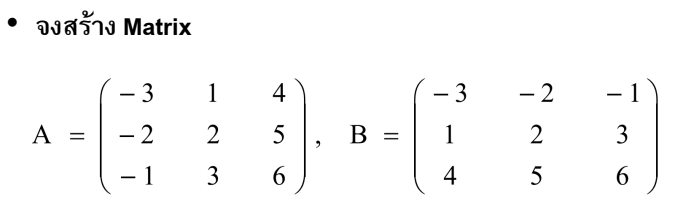 • จงสร้าง Matrix
A = ( -3 1 4 ; -2 2 5 ; -1 3 6 ) , B = ( -3 -2 -1 ; 1 2 3 ; 4 5 6 )